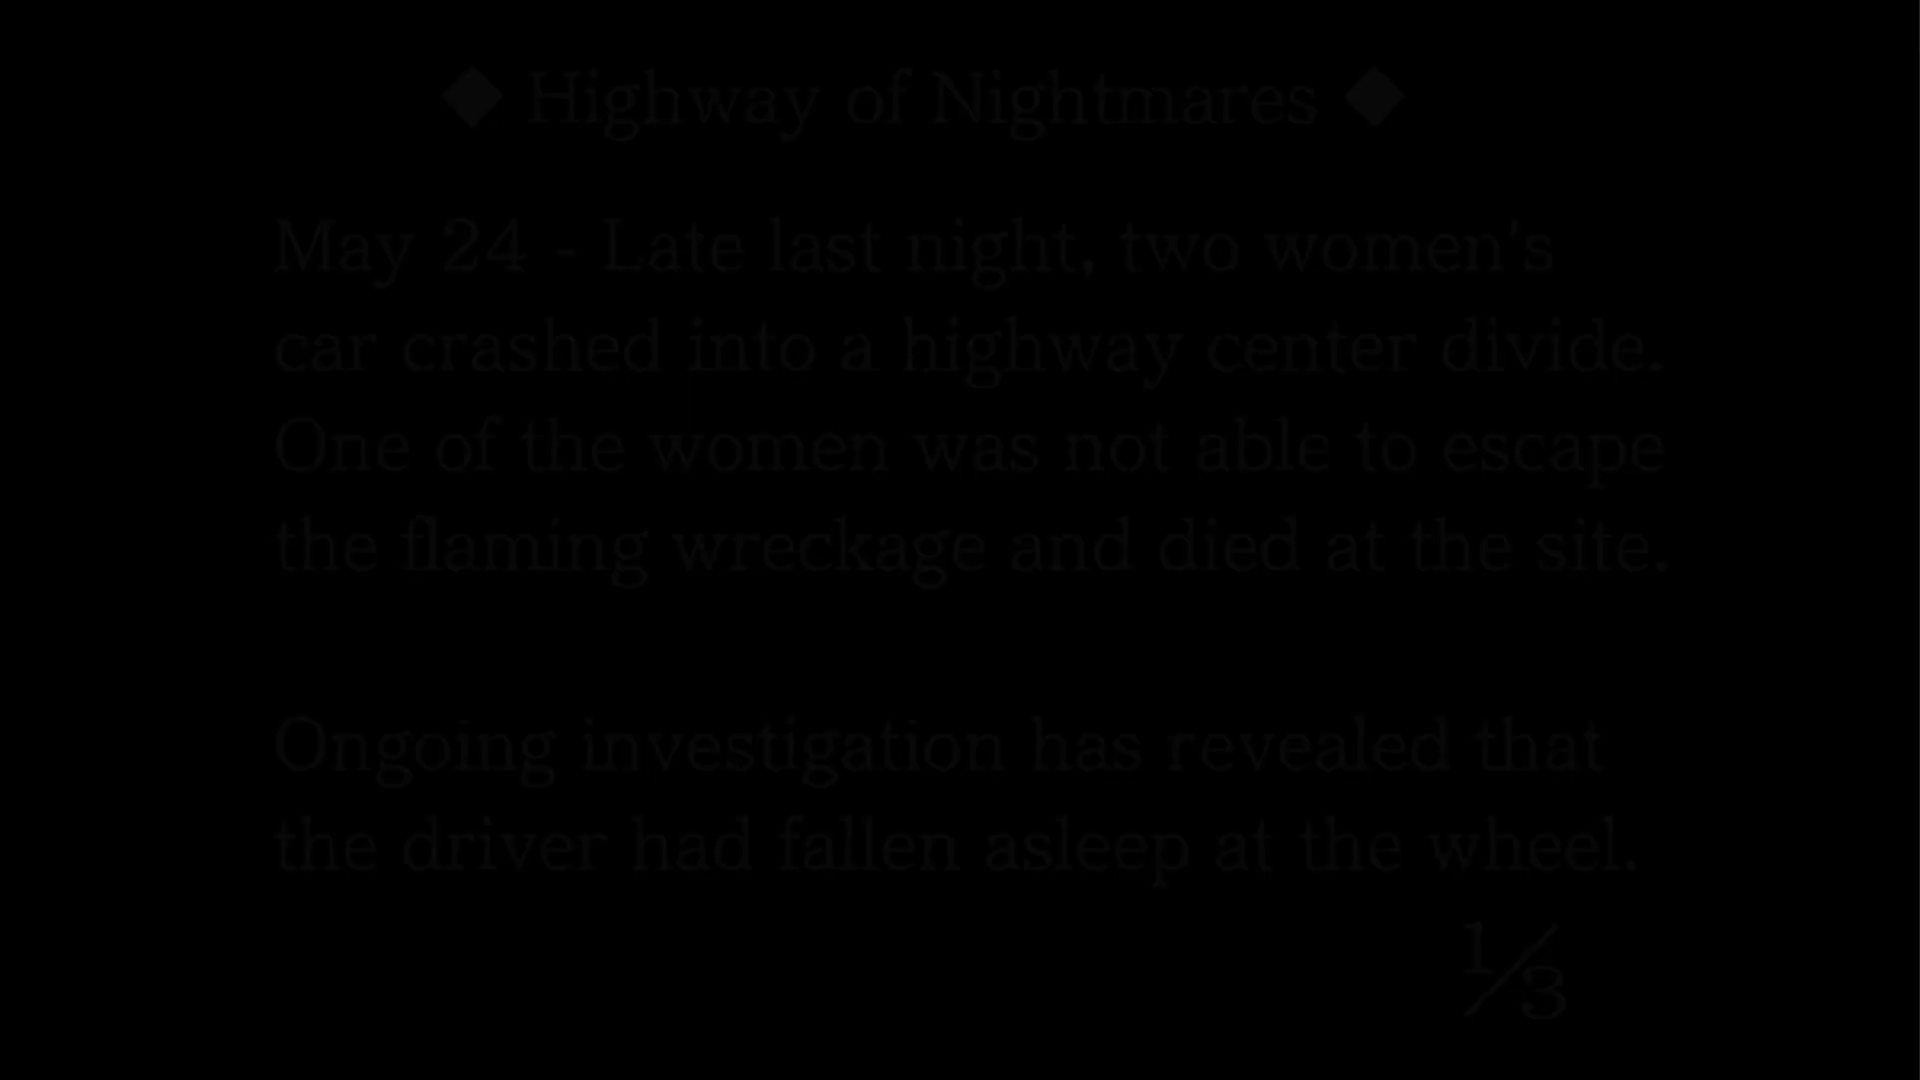 ◆ Highway of Nightmares ◆
May 24 - Late last night, two women's
car crashed into a highway center divide.
One of the women was not able to escape
the flaming wreckage and died at the site.
Ongoing investigation has revealed that
the driver had fallen asleep at the wheel.
1/3